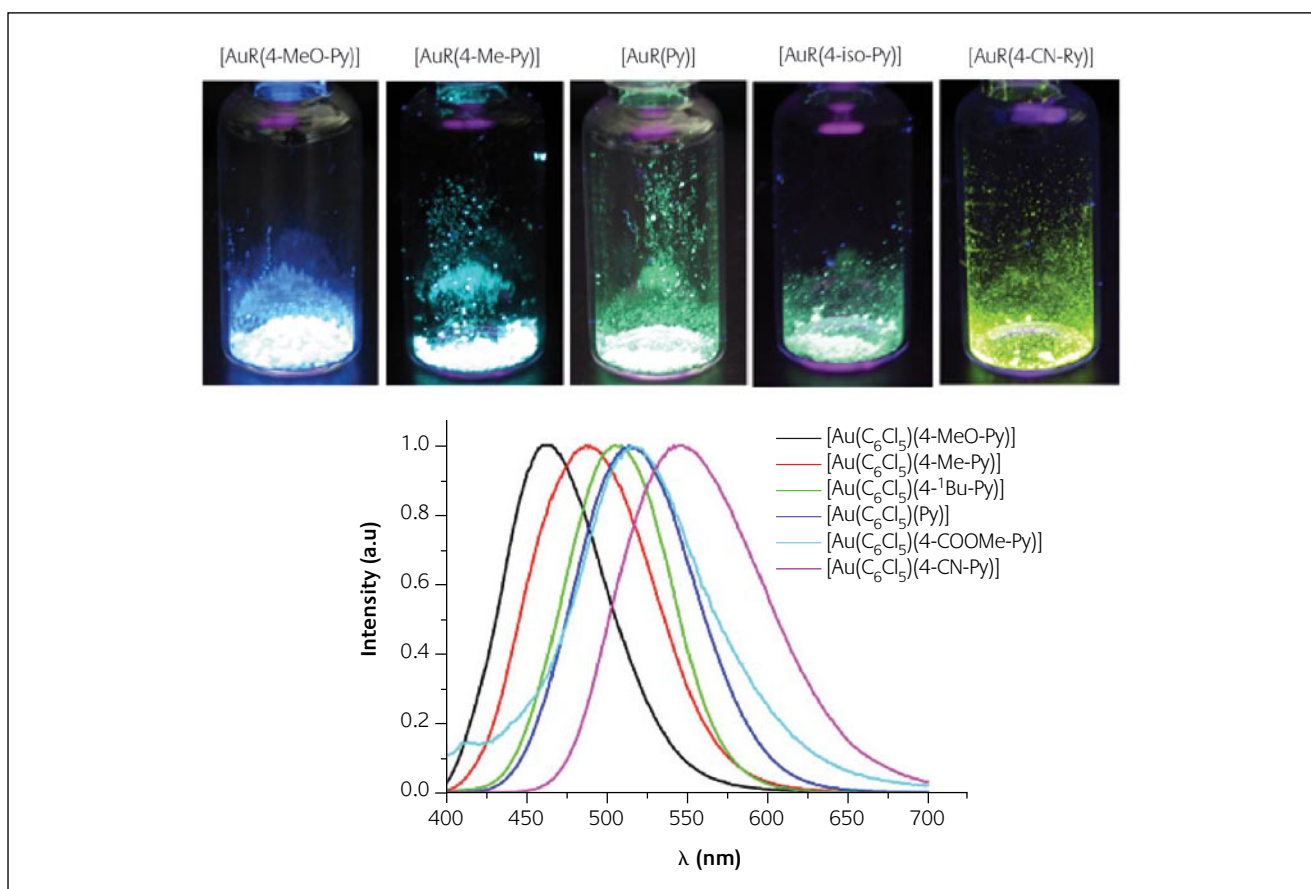 [AuR(4-MeO-Py)] [AuR(4-Me-Py)] [AuR(Py)] [AuR(4-iso-Py)] [AuR(4-CN-Ry)]
[Au(C₆Cl₅)(4-MeO-Py)]
[Au(C₆Cl₅)(4-Me-Py)]
[Au(C₆Cl₅)(4-¹Bu-Py)]
[Au(C₆Cl₅)(Py)]
[Au(C₆Cl₅)(4-COOMe-Py)]
[Au(C₆Cl₅)(4-CN-Py)]
Intensity (a.u)
1.0
0.8
0.6
0.4
0.2
0.0
400 450 500 550 600 650 700
λ (nm)